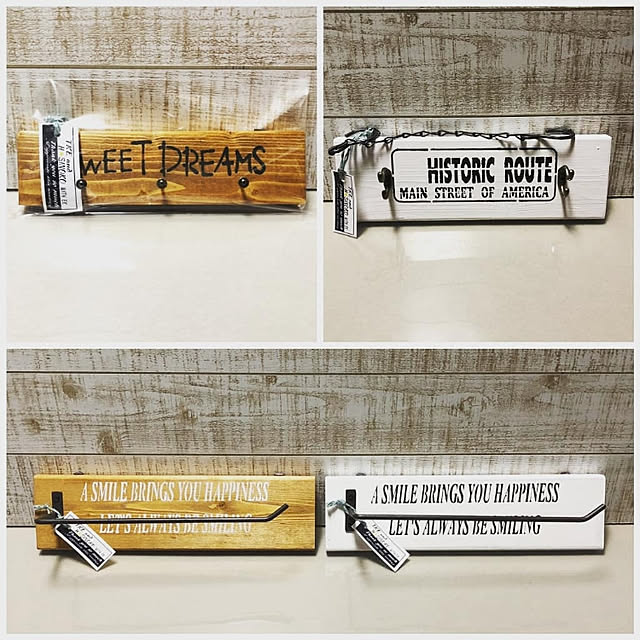 WEET DREAMS
HISTORIC ROUTE
MAIN STREET OF AMERICA
A SMILE BRINGS YOU HAPPINESS
LET'S ALWAYS BE SMILING
A SMILE BRINGS YOU HAPPINESS
LET'S ALWAYS BE SMILING